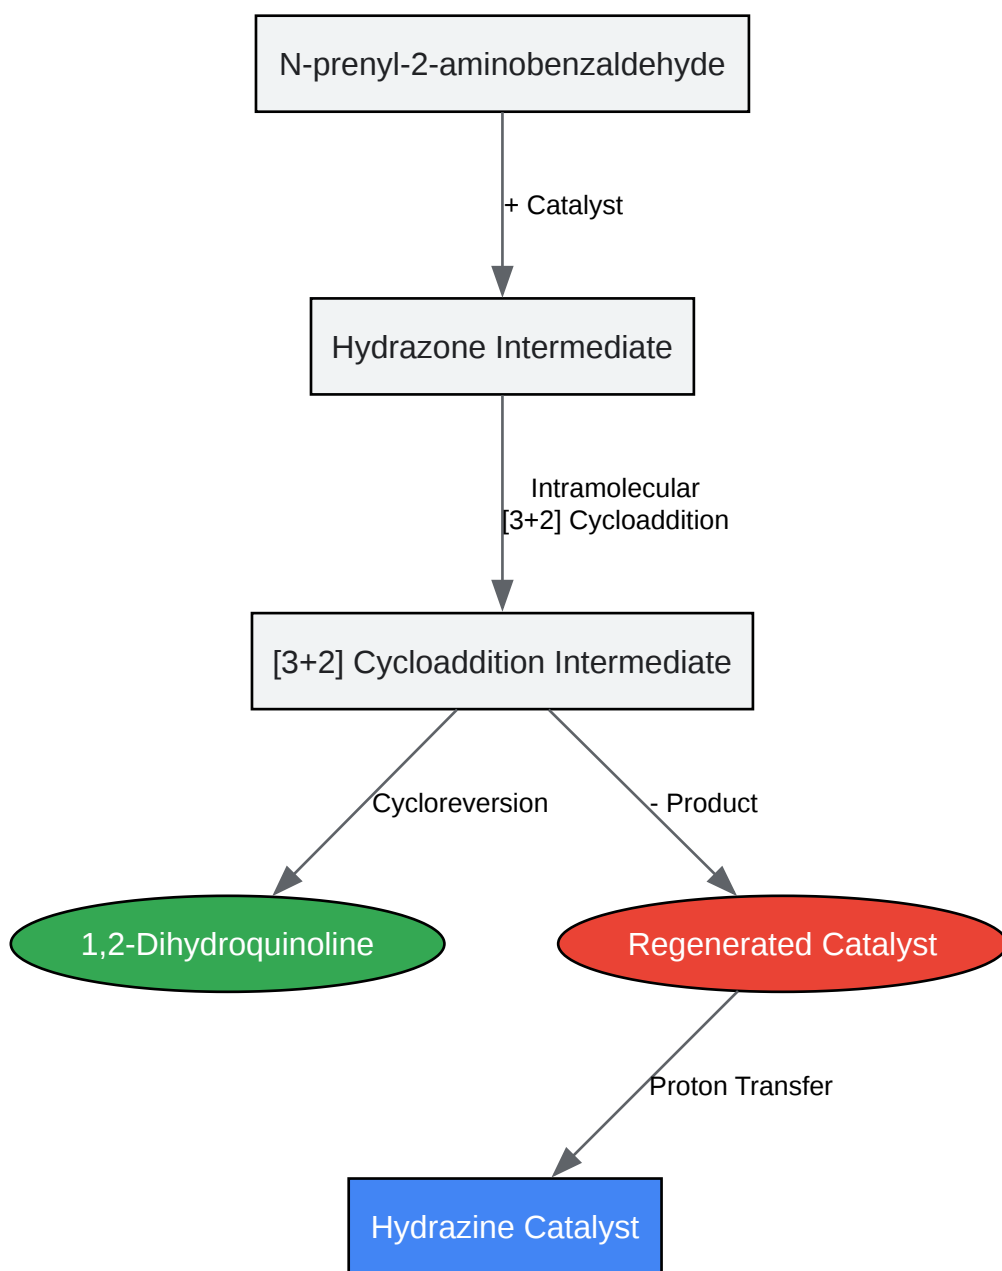 N-prenyl-2-aminobenzaldehyde
+ Catalyst
Hydrazone Intermediate
Intramolecular
[3+2] Cycloaddition
[3+2] Cycloaddition Intermediate
Cycloreversion
- Product
1,2-Dihydroquinoline
Regenerated Catalyst
Proton Transfer
Hydrazine Catalyst